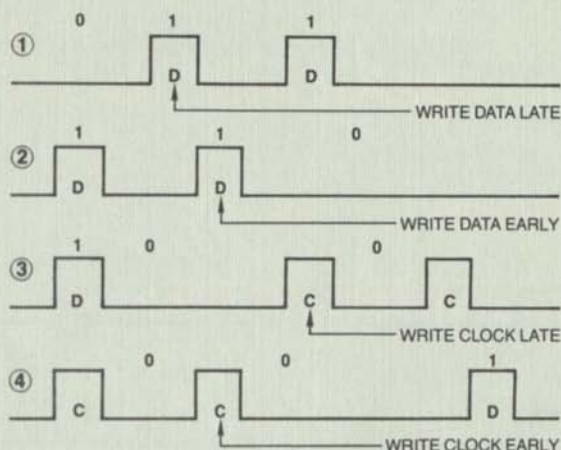 0 1 1
①
D D
WRITE DATA LATE
1 1 0
②
D D
WRITE DATA EARLY
1 0 0
③
D C C
WRITE CLOCK LATE
0 0 1
④
C C D
WRITE CLOCK EARLY